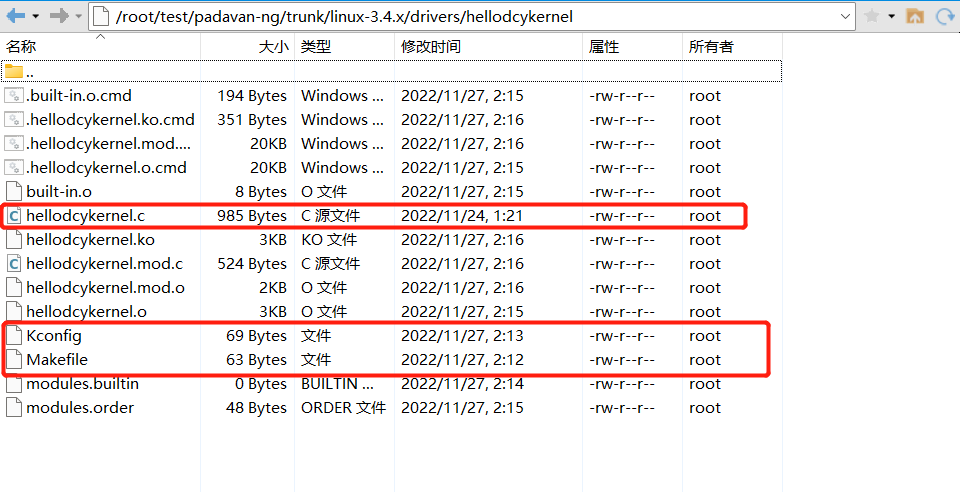 /root/test/padavan-ng/trunk/linux-3.4.x/drivers/hellodcykernel
名称 大小 类型 修改时间 属性 所有者
..
.built-in.o.cmd 194 Bytes Windows ... 2022/11/27, 2:15 -rw-r--r-- root
.hellodcykernel.ko.cmd 351 Bytes Windows ... 2022/11/27, 2:16 -rw-r--r-- root
.hellodcykernel.mod.... 20KB Windows ... 2022/11/27, 2:16 -rw-r--r-- root
.hellodcykernel.o.cmd 20KB Windows ... 2022/11/27, 2:15 -rw-r--r-- root
built-in.o 8 Bytes O 文件 2022/11/27, 2:15 -rw-r--r-- root
hellodcykernel.c 985 Bytes C 源文件 2022/11/24, 1:21 -rw-r--r-- root
hellodcykernel.ko 3KB KO 文件 2022/11/27, 2:16 -rw-r--r-- root
hellodcykernel.mod.c 524 Bytes C 源文件 2022/11/27, 2:16 -rw-r--r-- root
hellodcykernel.mod.o 2KB O 文件 2022/11/27, 2:16 -rw-r--r-- root
hellodcykernel.o 3KB O 文件 2022/11/27, 2:15 -rw-r--r-- root
Kconfig 69 Bytes 文件 2022/11/27, 2:13 -rw-r--r-- root
Makefile 63 Bytes 文件 2022/11/27, 2:12 -rw-r--r-- root
modules.builtin 0 Bytes BUILTIN ... 2022/11/27, 2:14 -rw-r--r-- root
modules.order 48 Bytes ORDER 文件 2022/11/27, 2:15 -rw-r--r-- root